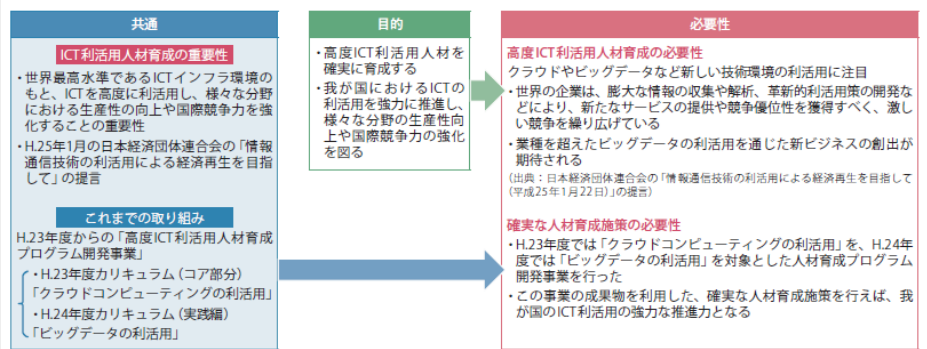 共通
ICT利活用人材育成の重要性
・世界最高水準であるICTインフラ環境の
もと、ICTを高度に利活用し、様々な分野
における生産性の向上や国際競争力を強
化することの重要性
・H.25年1月の日本経済団体連合会の「情報
通信技術の利活用による経済再生を目指
して」の提言
これまでの取り組み
H.23年度からの「高度ICT利活用人材育成
プログラム開発事業」
・H.23年度カリキュラム（コア部分）
「クラウドコンピューティングの利活用」
・H.24年度カリキュラム（実践編）
「ビッグデータの利活用」
目的
・高度ICT利活用人材を
確実に育成する
・我が国におけるICTの
利活用を強力に推進し、
様々な分野の生産性向
上や国際競争力の強化
を図る
必要性
高度ICT利活用人材育成の必要性
クラウドやビッグデータなど新しい技術環境の利活用に注目
・世界の企業は、膨大な情報の収集や解析、革新的利活用策の開発な
どにより、新たなサービスの提供や競争優位性を獲得すべく、激し
い競争を繰り広げている
・業種を超えたビッグデータの利活用を通じた新ビジネスの創出が
期待される
（出典：日本経済団体連合会の「情報通信技術の利活用による経済再生を目指して
（平成25年1月22日）」の提言）
確実な人材育成施策の必要性
・H.23年度では「クラウドコンピューティングの利活用」を、H.24年
度では「ビッグデータの利活用」を対象とした人材育成プログラム
開発事業を行った
・この事業の成果物を利用した、確実な人材育成施策を行えば、我
が国のICT利活用の強力な推進力となる